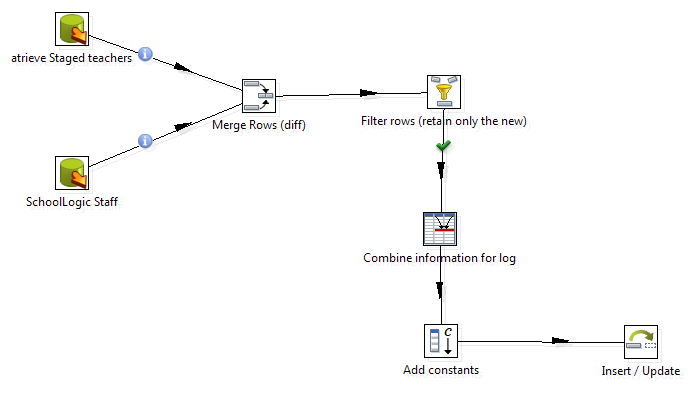 atrieve Staged teachers
Merge Rows (diff)
Filter rows (retain only the new)
SchoolLogic Staff
Combine information for log
Add constants
Insert / Update